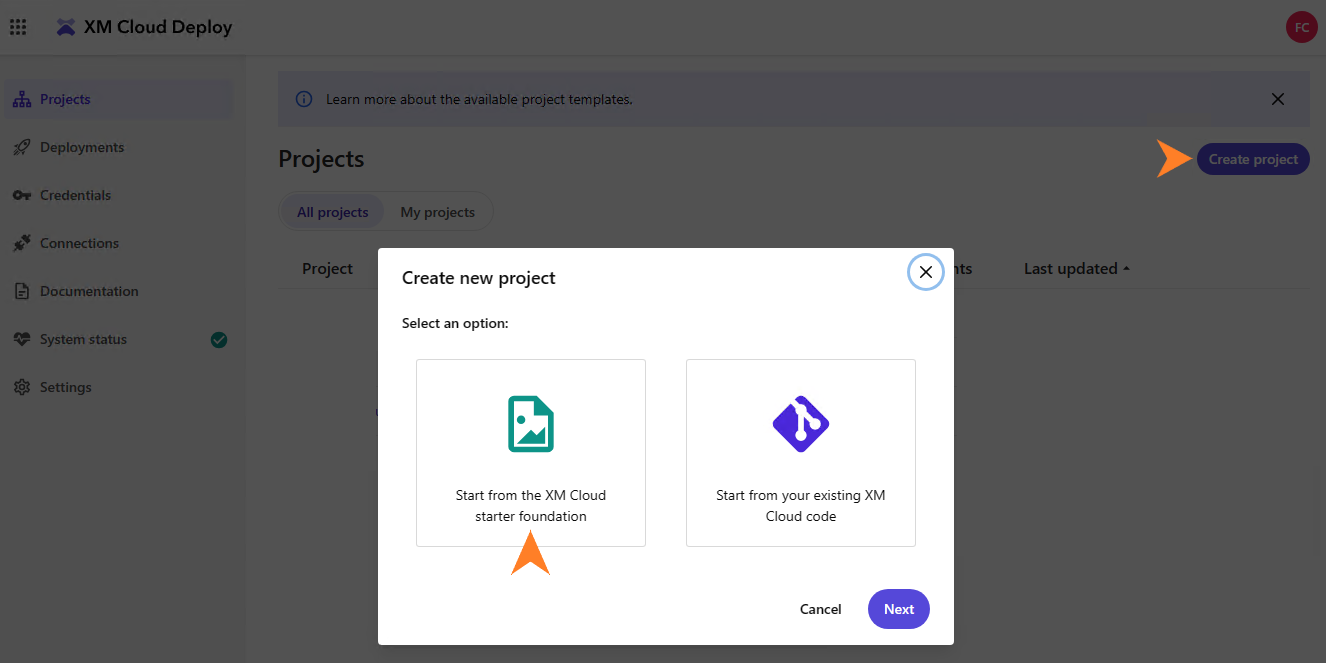 XM Cloud Deploy
FC
Projects
Deployments
Credentials
Connections
Documentation
System status
Settings
Learn more about the available project templates.
Projects
Create project
All projects
My projects
Project
Last updated
Create new project
Select an option:
Start from the XM Cloud
starter foundation
Start from your existing XM
Cloud code
Cancel
Next